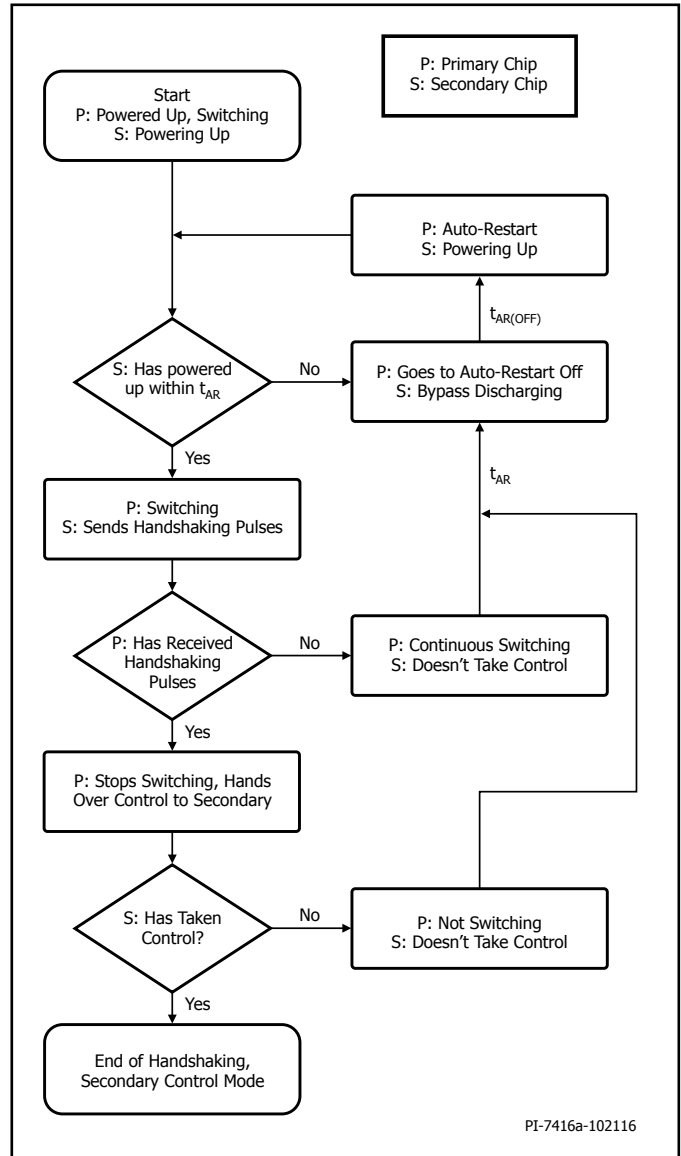 P: Primary Chip
S: Secondary Chip
Start
P: Powered Up, Switching
S: Powering Up
P: Auto-Restart
S: Powering Up
tAR(OFF)
S: Has powered
up within tAR
No
P: Goes to Auto-Restart Off
S: Bypass Discharging
Yes
tAR
P: Switching
S: Sends Handshaking Pulses
P: Has Received
Handshaking
Pulses
No
P: Continuous Switching
S: Doesn't Take Control
Yes
P: Stops Switching, Hands
Over Control to Secondary
S: Has Taken
Control?
No
P: Not Switching
S: Doesn't Take Control
Yes
End of Handshaking,
Secondary Control Mode
PI-7416a-102116